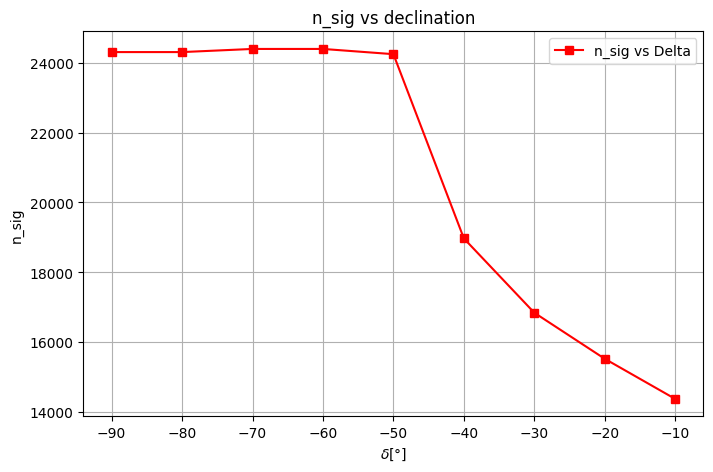 n_sig vs declination
n_sig vs Delta
n_sig
24000
22000
20000
18000
16000
14000
−90 −80 −70 −60 −50 −40 −30 −20 −10
δ[°]